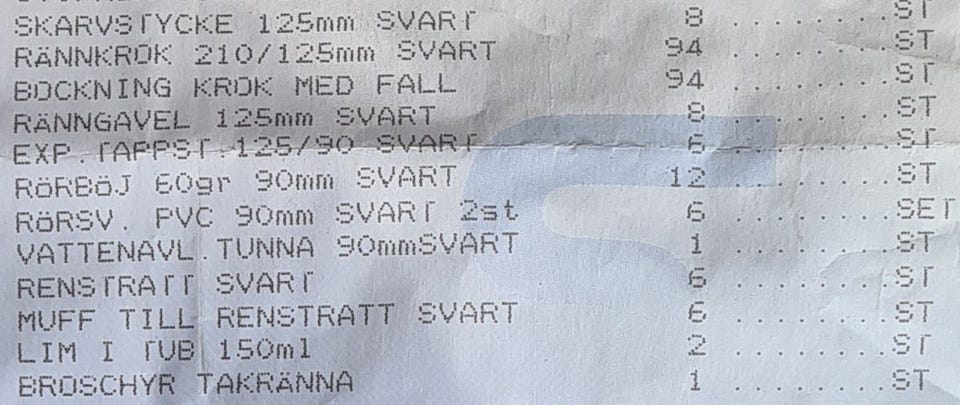 SKARVSTYCKE 125mm SVART 8 ST
RÄNNKROK 210/125mm SVART 94 ........ST
BOCKNING KROK MED FALL 94 ........ST
RÄNNGAVEL 125mm SVART 8 ........ST
EXP.TAPPST.125/90 SVART 6 ........ST
RöRBöJ 60gr 90mm SVART 12 ........ST
RöRSV. PVC 90mm SVART 2st 6 ........SET
VATTENAVL.TUNNA 90mmSVART 1 ........ST
RENSTRATT SVART 6 ........ST
MUFF TILL RENSTRATT SVART 6 ........ST
LIM I TUB 150ml 2 ........ST
BROSCHYR TAKRÄNNA 1 ........ST